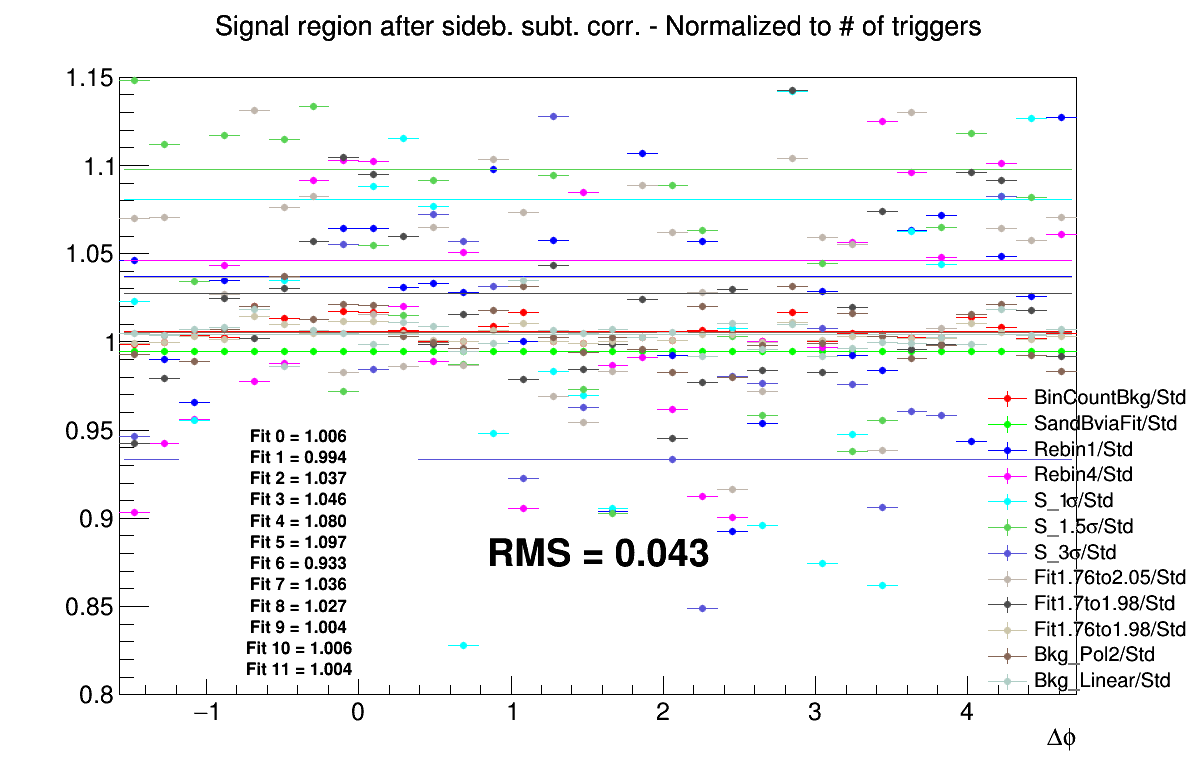 Signal region after sideb. subt. corr. - Normalized to # of triggers
1.15
1.1
1.05
1
0.95
0.9
0.85
0.8
Fit 0 = 1.006
Fit 1 = 0.994
Fit 2 = 1.037
Fit 3 = 1.046
Fit 4 = 1.080
Fit 5 = 1.097
Fit 6 = 0.933
Fit 7 = 1.036
Fit 8 = 1.027
Fit 9 = 1.004
Fit 10 = 1.006
Fit 11 = 1.004
RMS = 0.043
BinCountBkg/Std
SandBviaFit/Std
Rebin1/Std
Rebin4/Std
S_1σ/Std
S_1.5σ/Std
S_3σ/Std
Fit1.76to2.05/Std
Fit1.7to1.98/Std
Fit1.76to1.98/Std
Bkg_Pol2/Std
Bkg_Linear/Std
−1 0 1 2 3 4
Δϕ